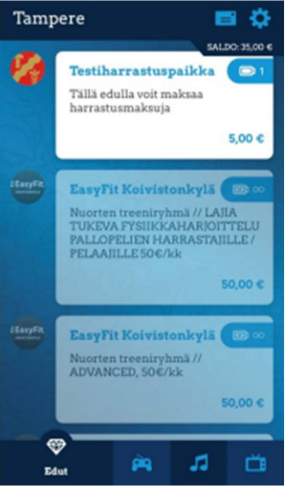 Tampere
SALDO: 35,00 €
Testiharrastuspaikka
1
Tällä edulla voit maksaa
harrastusmaksuja
5,00 €
EasyFit
EasyFit Koivistonkylä
∞
Nuorten treeniryhmä // LAJIA
TUKEVA FYSIIKKAHARJOITTELU
PALLOPELIEN HARRASTAJILLE /
PELAAJILLE 50€/kk
50,00 €
EasyFit
EasyFit Koivistonkylä
∞
Nuorten treeniryhmä //
ADVANCED, 50€/kk
50,00 €
Edut